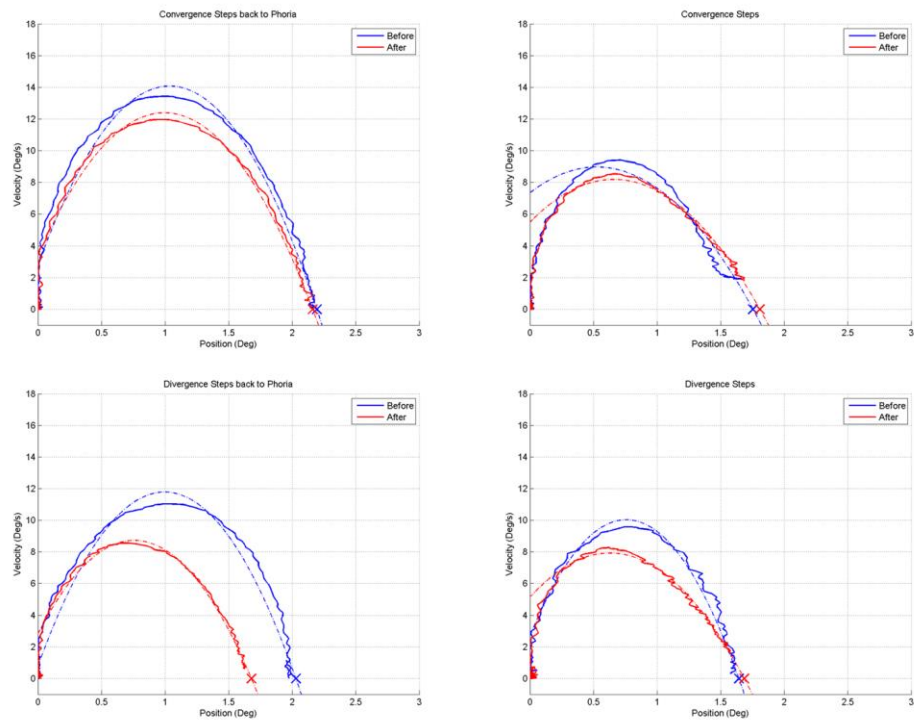 Convergence Steps back to Phoria
18
16
14
12
10
8
6
4
2
0
Velocity (Deg/s)
0 0.5 1 1.5 2 2.5 3
Position (Deg)
Before
After
Convergence Steps
18
16
14
12
10
8
6
4
2
0
Velocity (Deg/s)
0 0.5 1 1.5 2 2.5 3
Position (Deg)
Before
After
Divergence Steps back to Phoria
18
16
14
12
10
8
6
4
2
0
Velocity (Deg/s)
0 0.5 1 1.5 2 2.5 3
Position (Deg)
Before
After
Divergence Steps
18
16
14
12
10
8
6
4
2
0
Velocity (Deg/s)
0 0.5 1 1.5 2 2.5 3
Position (Deg)
Before
After